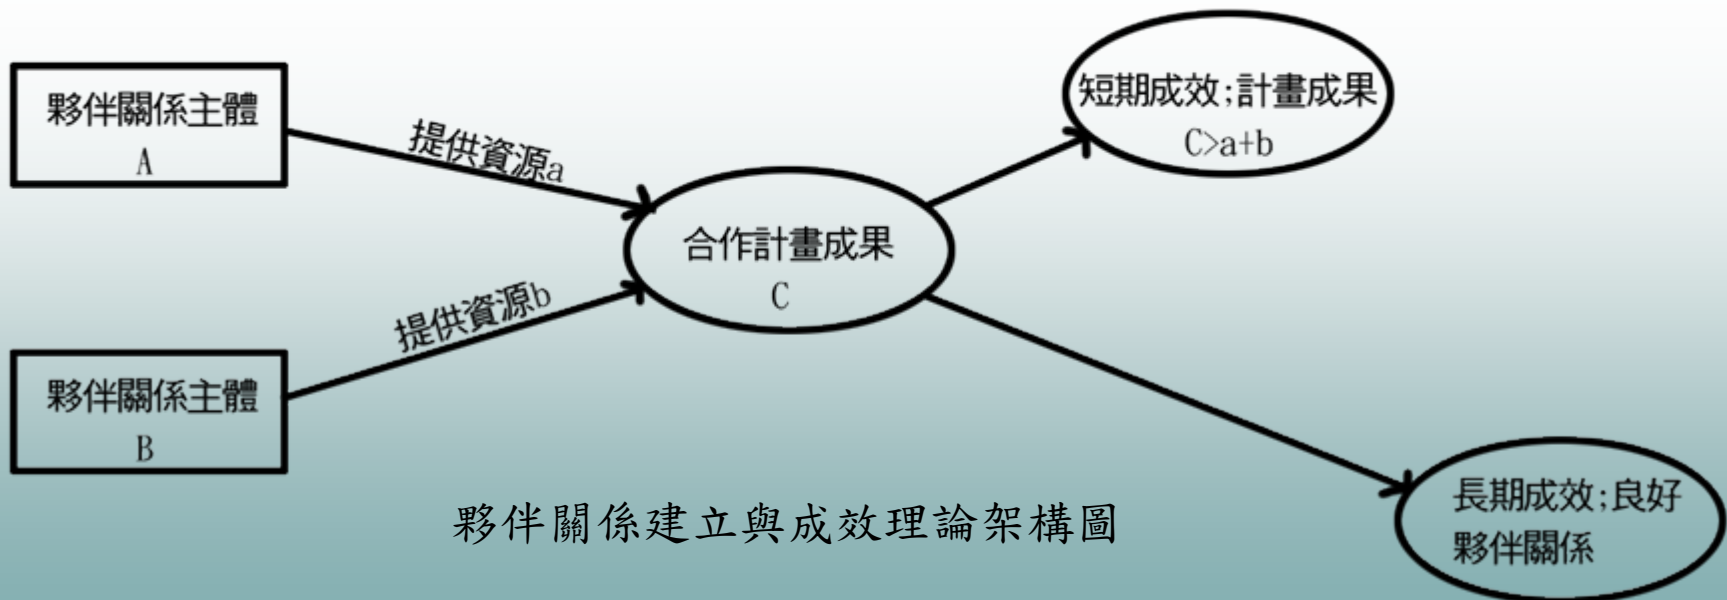 夥伴關係主體
A
提供資源a
夥伴關係主體
B
提供資源b
合作計畫成果
C
短期成效;計畫成果
C>a+b
長期成效;良好
夥伴關係
夥伴關係建立與成效理論架構圖